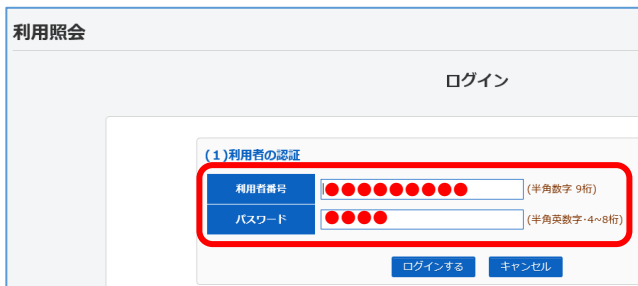 利用照会
ログイン
(1)利用者の認証
利用者番号 ●●●●●●●●● (半角数字 9桁)
パスワード ●●●● (半角英数字・4~8桁)
ログインする キャンセル